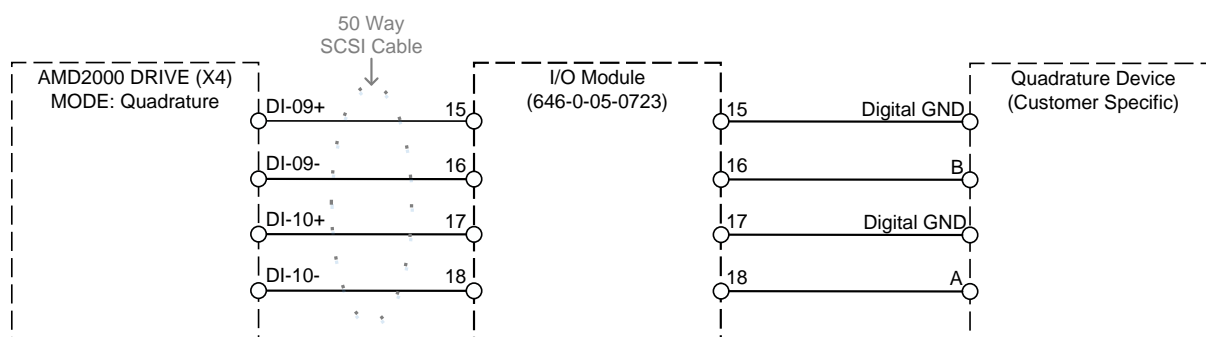 50 Way
SCSI Cable
AMD2000 DRIVE (X4)
MODE: Quadrature
I/O Module
(646-0-05-0723)
Quadrature Device
(Customer Specific)
DI-09+ 15 15 Digital GND
DI-09- 16 16 B
DI-10+ 17 17 Digital GND
DI-10- 18 18 A